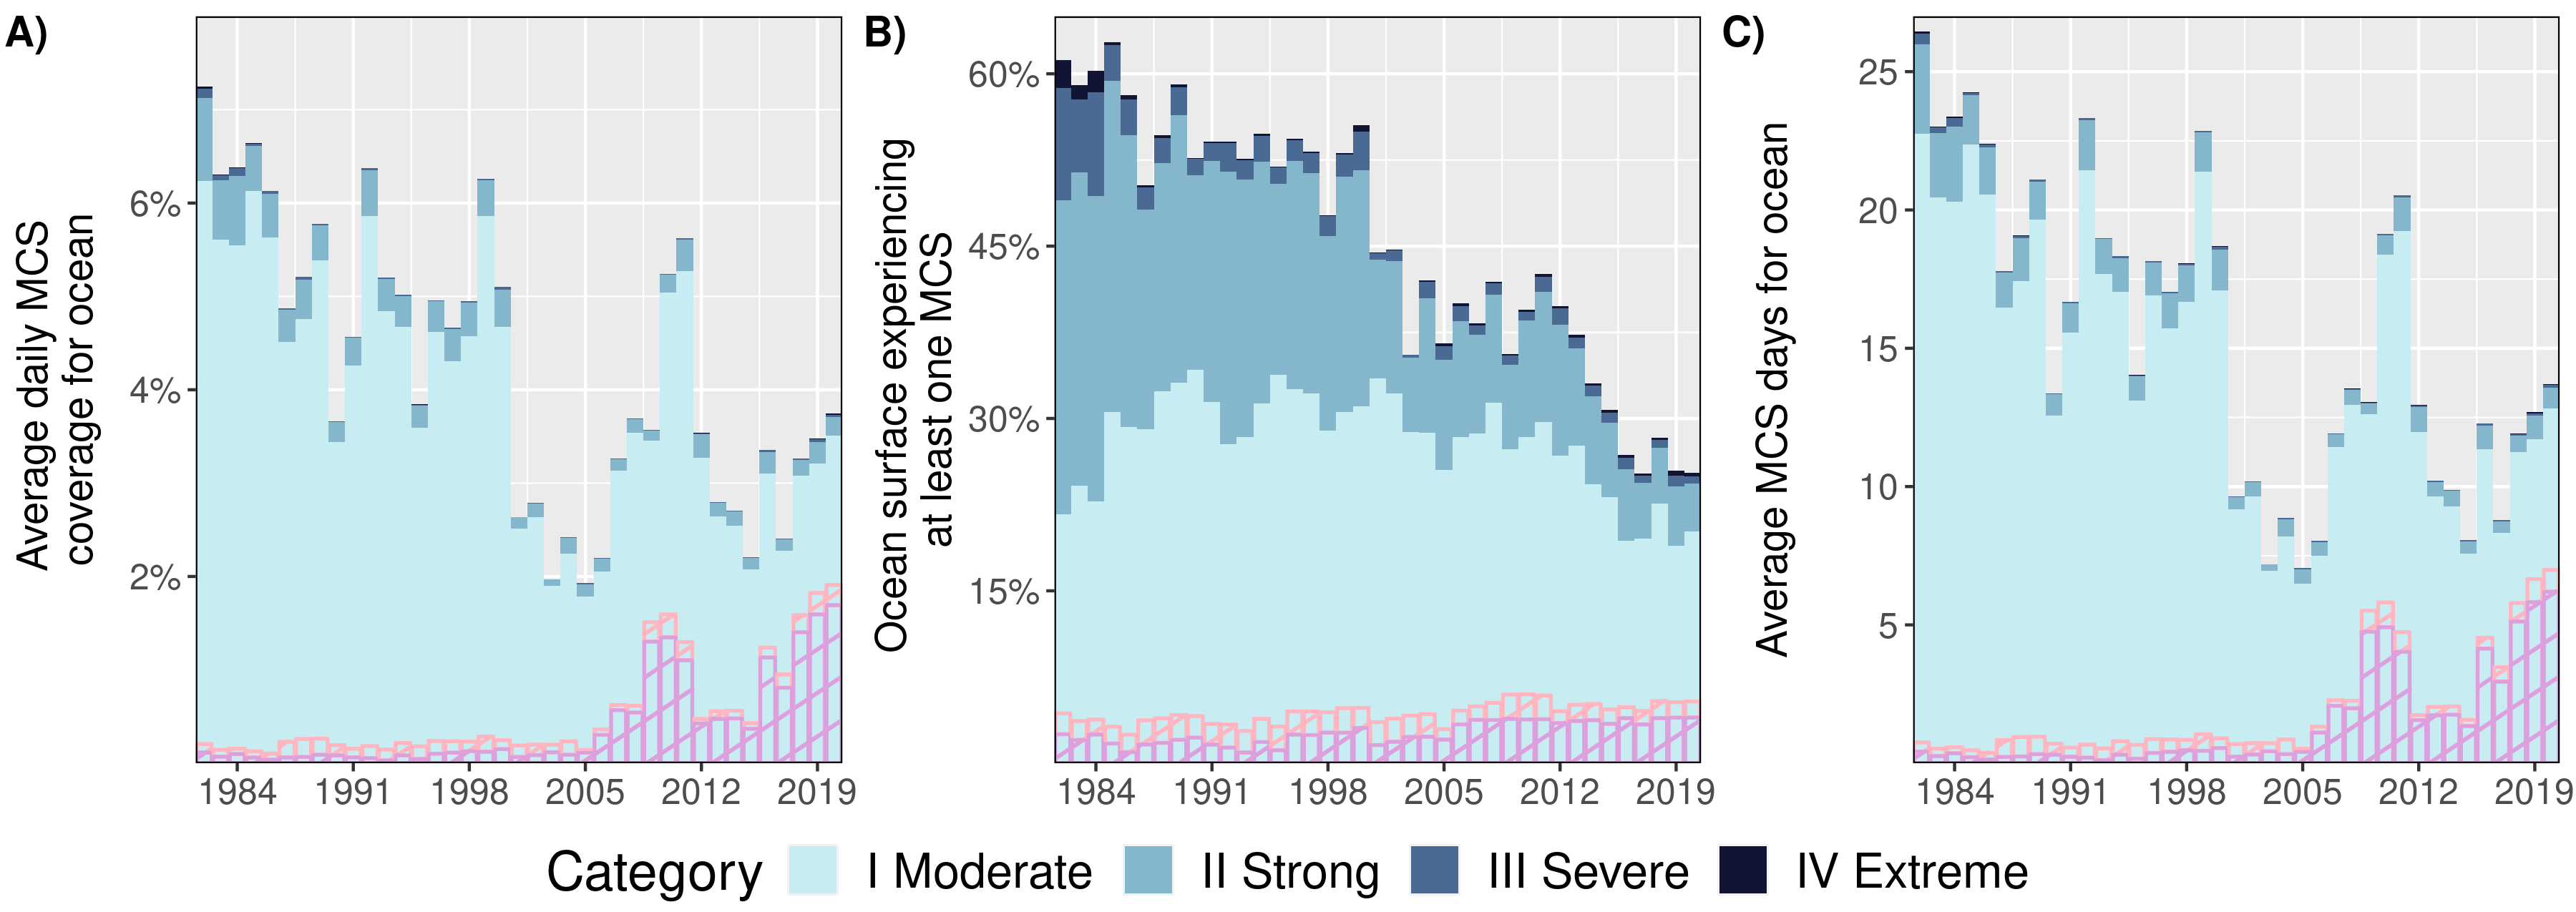 A)
Average daily MCS
coverage for ocean
6%
4%
2%
1984 1991 1998 2005 2012 2019
B)
Ocean surface experiencing
at least one MCS
60%
45%
30%
15%
1984 1991 1998 2005 2012 2019
C)
Average MCS days for ocean
25
20
15
10
5
1984 1991 1998 2005 2012 2019
Category I Moderate II Strong III Severe IV Extreme